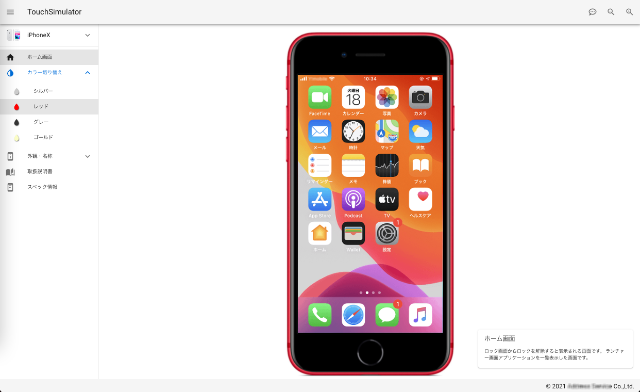 TouchSimulator
iPhoneX
ホーム画面
カラー切り替え
シルバー
レッド
グレー
ゴールド
外観・名称
取扱説明書
スペック情報
10:34
火曜日
18
FaceTime
カレンダー
写真
カメラ
メール
時計
マップ
天気
リマインダー
メモ
株価
ブック
tv
App Store
Podcast
TV
ヘルスケア
1
ホーム
Wallet
設定
1
ホーム画面
ロック画面からロックを解除すると表示される画面です。ランチャー画面アプリケーションを一覧表示した画面です。
© 2021
Co.,Ltd.